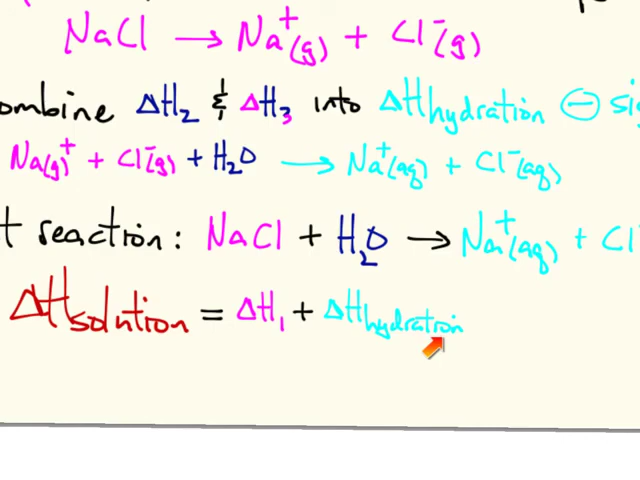 NaCl → Na⁺(g) + Cl⁻(g)
ombine ΔH₂ & ΔH₃ into ΔHhydration ⊖ sig
Na(g)⁺ + Cl⁻(g) + H₂O → Na⁺(aq) + Cl⁻(aq)
t reaction: NaCl + H₂O → Na⁺(aq) + Cl
ΔHsolution = ΔH₁ + ΔHhydration